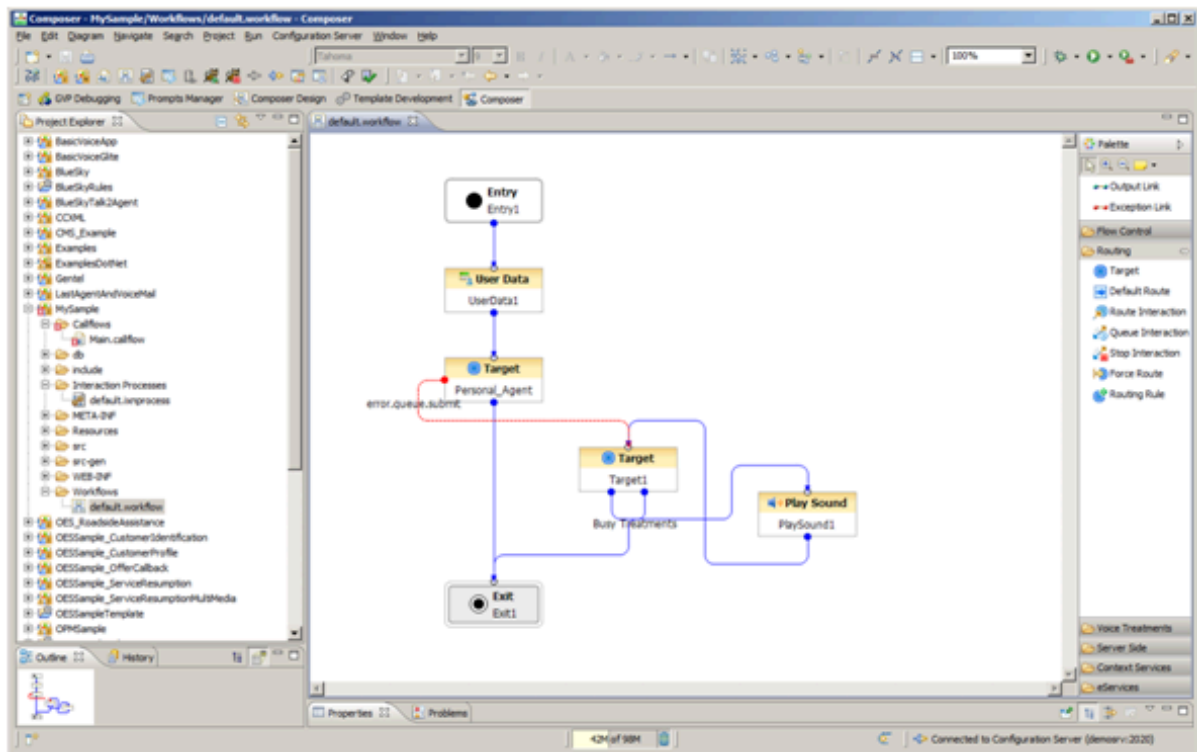 Composer - MySample/Workflows/default.workflow - Composer
File Edit Diagram Navigate Search Project Run Configuration Server Window Help
Tahoma 9 B I A 100%
GVP Debugging Prompts Manager Composer Design Template Development Composer
Project Explorer
default.workflow
BasicVoiceApp
BasicVoiceGlite
BlueSky
BlueSkyRules
BlueSkyTalk2Agent
CCXML
CMS_Example
Examples
ExamplesDotNet
Gentel
LastAgentAndVoiceMail
MySample
Callflows
Main.callflow
db
include
Interaction Processes
default.ixnprocess
META-INF
Resources
src
src-gen
WEB-INF
Workflows
default.workflow
OES_RoadsideAssistance
OESSample_CustomerIdentification
OESSample_CustomerProfile
OESSample_OfferCallback
OESSample_ServiceResumption
OESSample_ServiceResumptionMultiMedia
OESSampleTemplate
OPMSample
Entry
Entry1
User Data
UserData1
Target
Personal_Agent
error.queue.submit
Target
Target1
Busy Treatments
Play Sound
PlaySound1
Exit
Exit1
Palette
Output Link
Exception Link
Flow Control
Routing
Target
Default Route
Route Interaction
Queue Interaction
Stop Interaction
Force Route
Routing Rule
Voice Treatments
Server Side
Context Services
eServices
Outline History
Properties Problems
42M of 98M
Connected to Configuration Server (demosrv:2020)